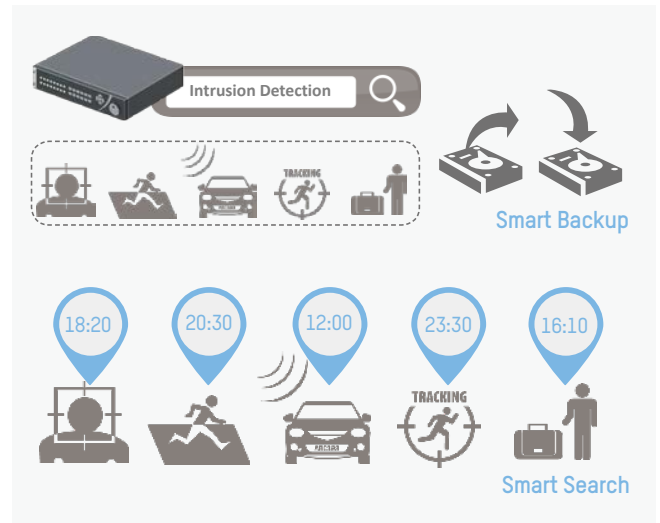 Intrusion Detection
TRACKING
Smart Backup
18:20
20:30
12:00
23:30
16:10
TRACKING
Smart Search